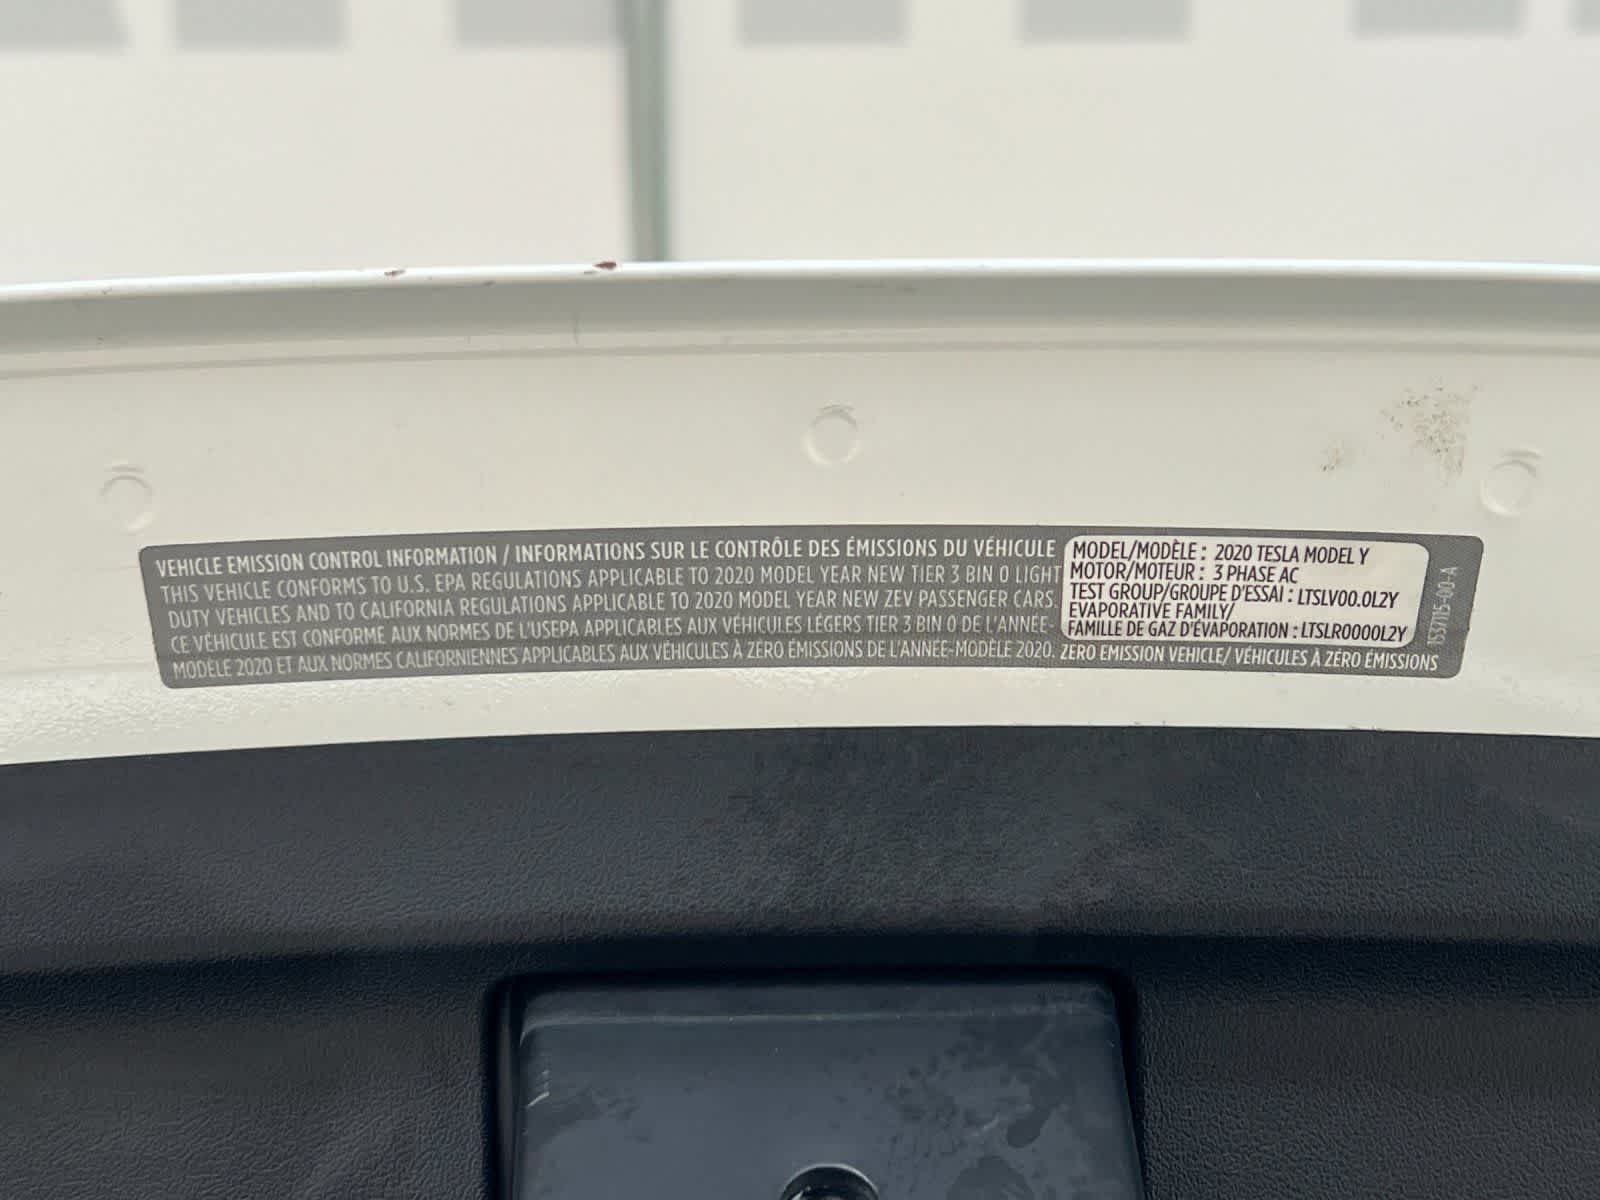 VEHICLE EMISSION CONTROL INFORMATION / INFORMATIONS SUR LE CONTRÔLE DES ÉMISSIONS DU VÉHICULE
THIS VEHICLE CONFORMS TO U.S. EPA REGULATIONS APPLICABLE TO 2020 MODEL YEAR NEW TIER 3 BIN 0 LIGHT
DUTY VEHICLES AND TO CALIFORNIA REGULATIONS APPLICABLE TO 2020 MODEL YEAR NEW ZEV PASSENGER CARS.
CE VÉHICULE EST CONFORME AUX NORMES DE L'USEPA APPLICABLES AUX VÉHICULES LÉGERS TIER 3 BIN 0 DE L'ANNÉE-
MODÈLE 2020 ET AUX NORMES CALIFORNIENNES APPLICABLES AUX VÉHICULES À ZÉRO ÉMISSIONS DE L'ANNÉE-MODÈLE 2020.
MODEL/MODÈLE : 2020 TESLA MODEL Y
MOTOR/MOTEUR : 3 PHASE AC
TEST GROUP/GROUPE D'ESSAI : LTSLV00.0L2Y
EVAPORATIVE FAMILY/
FAMILLE DE GAZ D'ÉVAPORATION : LTSLR0000L2Y
ZERO EMISSION VEHICLE/ VÉHICULES À ZÉRO ÉMISSIONS